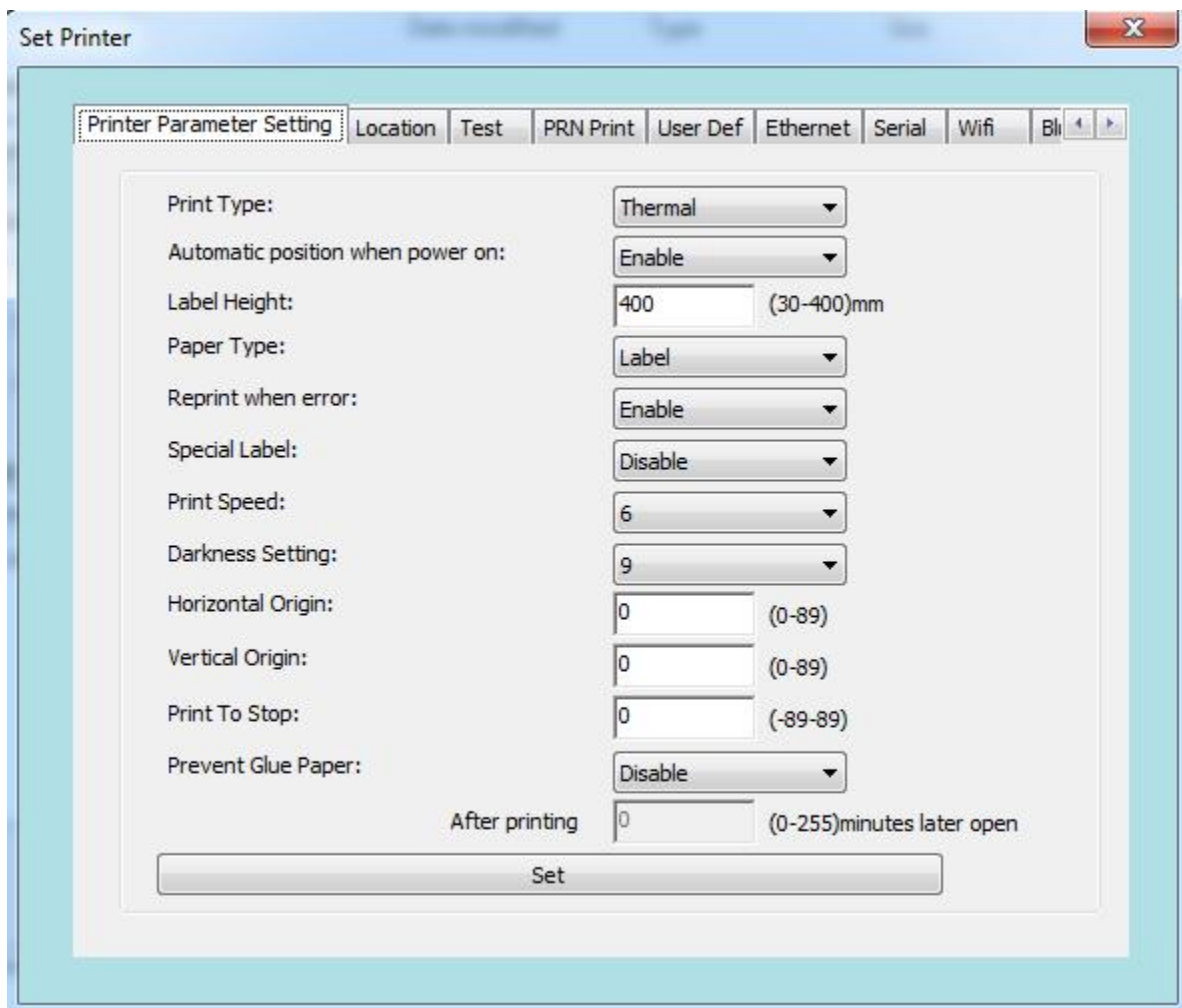 Set Printer
Printer Parameter Setting Location Test PRN Print User Def Ethernet Serial Wifi
Print Type: Thermal
Automatic position when power on: Enable
Label Height: 400 (30-400)mm
Paper Type: Label
Reprint when error: Enable
Special Label: Disable
Print Speed: 6
Darkness Setting: 9
Horizontal Origin: 0 (0-89)
Vertical Origin: 0 (0-89)
Print To Stop: 0 (-89-89)
Prevent Glue Paper: Disable
After printing 0 (0-255)minutes later open
Set